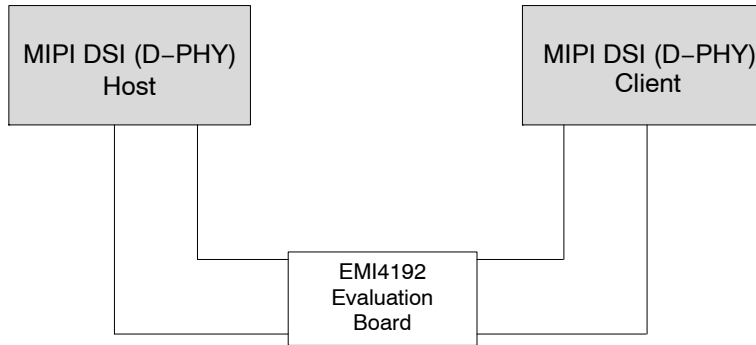 MIPI DSI (D−PHY)
Host
MIPI DSI (D−PHY)
Client
EMI4192
Evaluation
Board